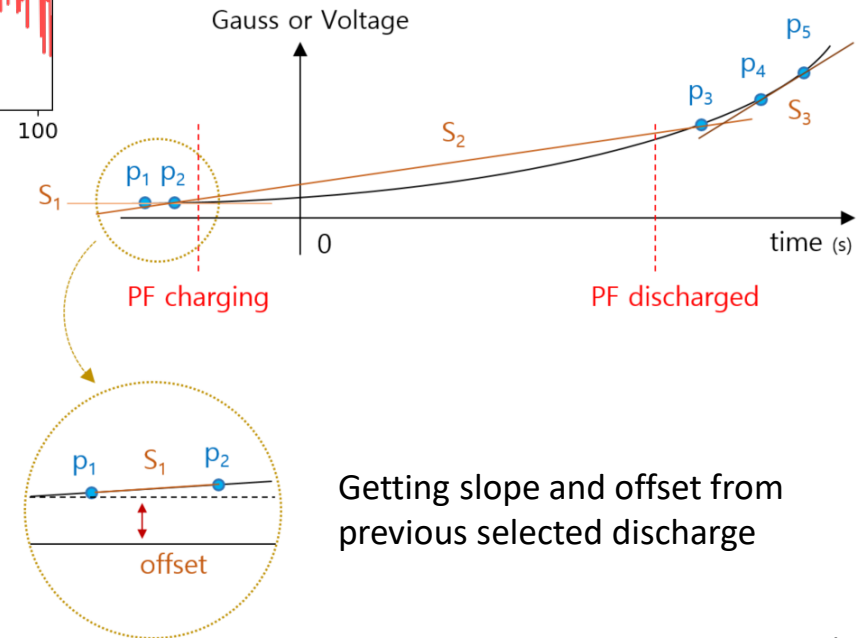 Gauss or Voltage
100
p5
p4
p3
S3
S2
p1 p2
S1
0
time (s)
PF charging
PF discharged
p1 S1 p2
offset
Getting slope and offset from
previous selected discharge